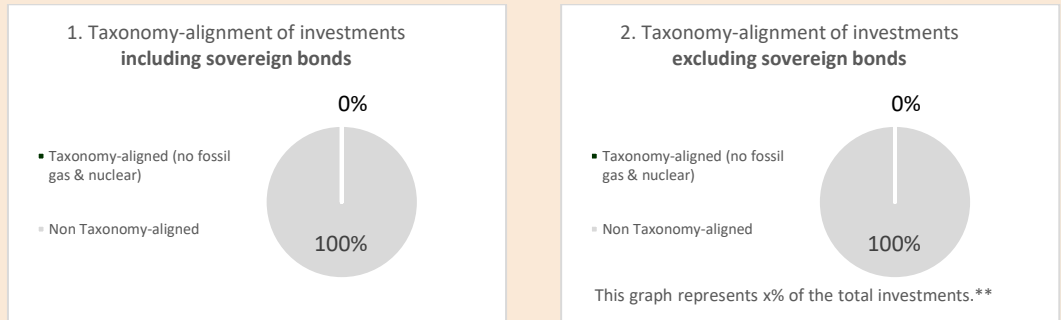 1. Taxonomy-alignment of investments
including sovereign bonds
0%
Taxonomy-aligned (no fossil
gas & nuclear)
Non Taxonomy-aligned
100%
2. Taxonomy-alignment of investments
excluding sovereign bonds
0%
Taxonomy-aligned (no fossil
gas & nuclear)
Non Taxonomy-aligned
100%
This graph represents x% of the total investments.**